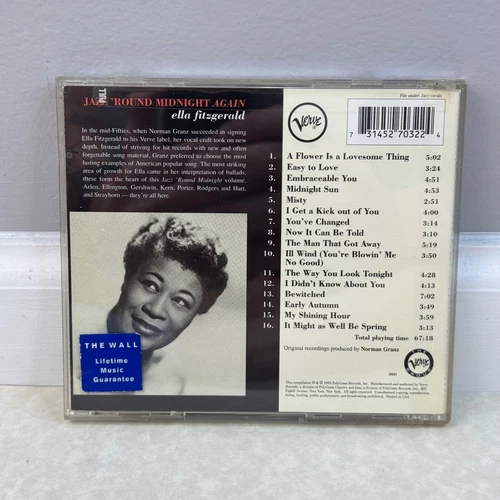 PULL
JAZZ 'ROUND MIDNIGHT AGAIN
ella fitzgerald
In the mid-Fifties, when Norman Granz succeeded in signing
Ella Fitzgerald to his Verve label, her vocal craft took on new
depth. Instead of striving for hit records with new and often
forgettable song material, Granz preferred to choose the most
lasting examples of American popular song. The most striking
area of growth for Ella came in her interpretation of ballads;
these form the heart of this Jazz 'Round Midnight volume.
Arlen, Ellington, Gershwin, Kern, Porter, Rodgers and Hart,
and Strayhorn — they're all here.
THE WALL
Lifetime
Music
Guarantee
File under: Jazz vocals
Verve
7 31452 70322 4
1. A Flower Is a Lovesome Thing 5:02
2. Easy to Love 3:24
3. Embraceable You 4:51
4. Midnight Sun 4:53
5. Misty 2:51
6. I Get a Kick out of You 4:00
7. You've Changed 3:14
8. Now It Can Be Told 3:10
9. The Man That Got Away 5:19
10. Ill Wind (You're Blowin' Me 3:50
No Good)
11. The Way You Look Tonight 4:28
12. I Didn't Know About You 4:13
13. Bewitched 7:02
14. Early Autumn 3:49
15. My Shining Hour 3:59
16. It Might as Well Be Spring 3:13
Total playing time 67:18
Original recordings produced by Norman Granz
Verve